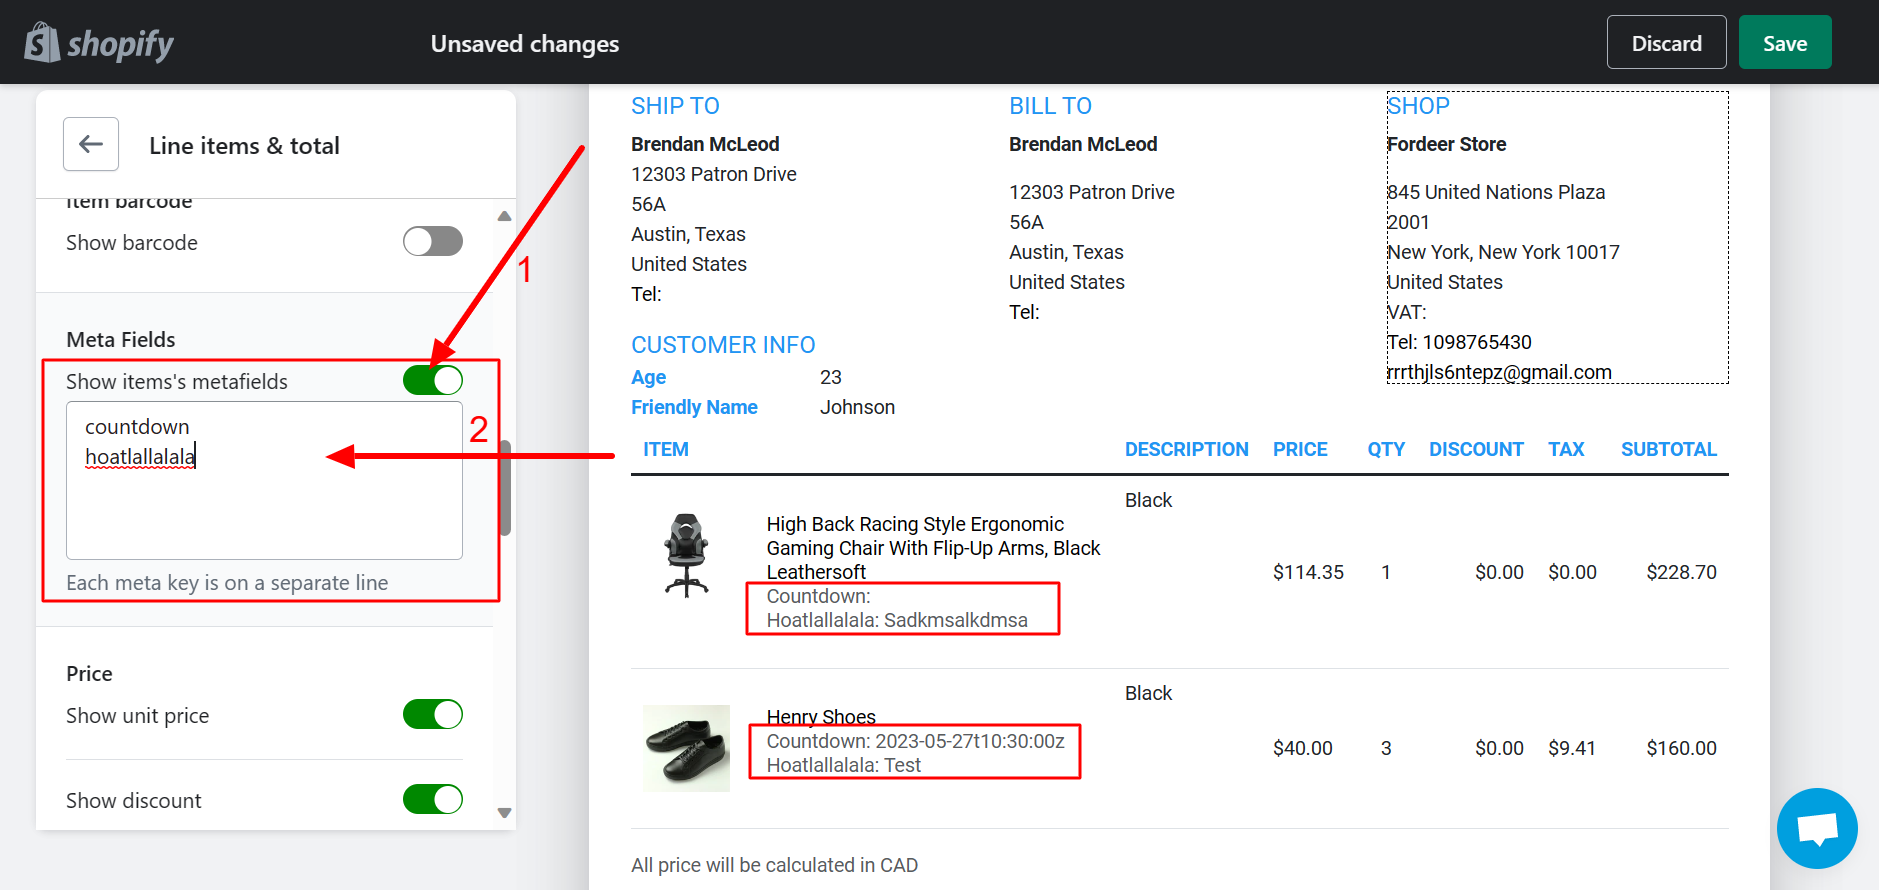 shopify
Unsaved changes
Discard
Save
Line items & total
Item barcode
Show barcode
1
Meta Fields
Show items's metafields
countdown
hoatlallalala
2
Each meta key is on a separate line
Price
Show unit price
Show discount
SHIP TO
Brendan McLeod
12303 Patron Drive
56A
Austin, Texas
United States
Tel:
BILL TO
Brendan McLeod
12303 Patron Drive
56A
Austin, Texas
United States
Tel:
SHOP
Fordeer Store
845 United Nations Plaza
2001
New York, New York 10017
United States
VAT:
Tel: 1098765430
rrrthjls6ntepz@gmail.com
CUSTOMER INFO
Age 23
Friendly Name Johnson
ITEM DESCRIPTION PRICE QTY DISCOUNT TAX SUBTOTAL
Black
High Back Racing Style Ergonomic
Gaming Chair With Flip-Up Arms, Black
Leathersoft
$114.35 1 $0.00 $0.00 $228.70
Countdown:
Hoatlallalala: Sadkmsalkdmsa
Black
Henry Shoes
Countdown: 2023-05-27t10:30:00z
$40.00 3 $0.00 $9.41 $160.00
Hoatlallalala: Test
All price will be calculated in CAD